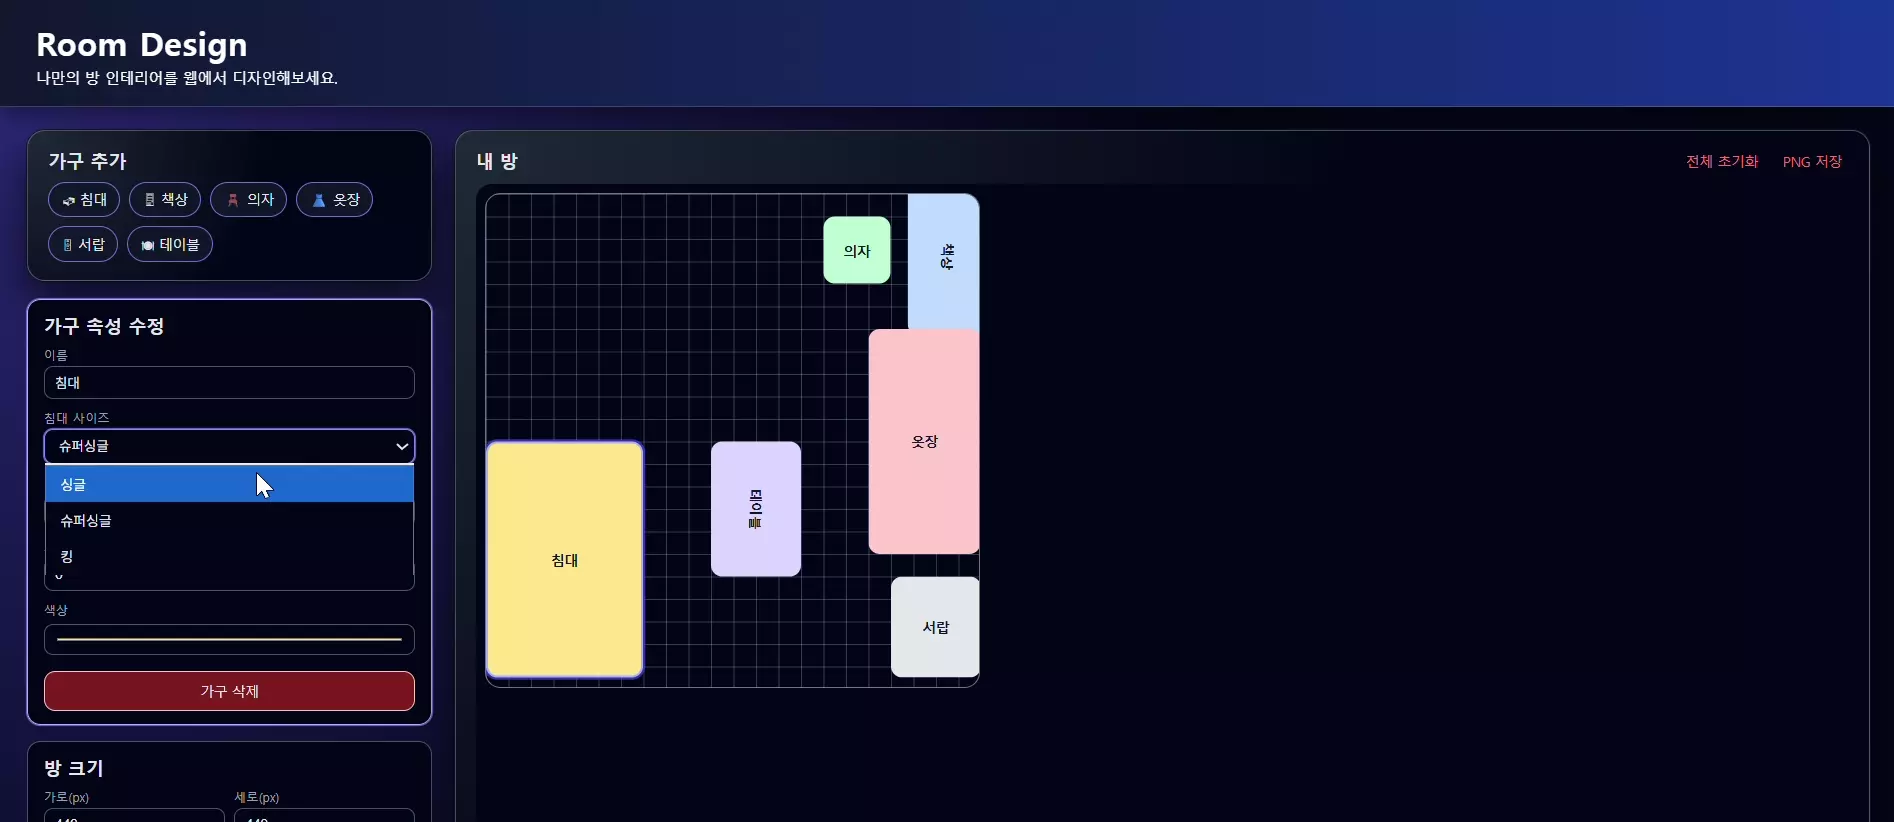 Room Design
나만의 방 인테리어를 웹에서 디자인해보세요.
가구 추가
침대
책상
의자
옷장
서랍
테이블
가구 속성 수정
이름
침대
침대 사이즈
슈퍼싱글
싱글
슈퍼싱글
킹
색상
가구 삭제
방 크기
가로(px) 세로(px)
내 방
전체 초기화 PNG 저장
의자
책상
옷장
테이블
침대
서랍